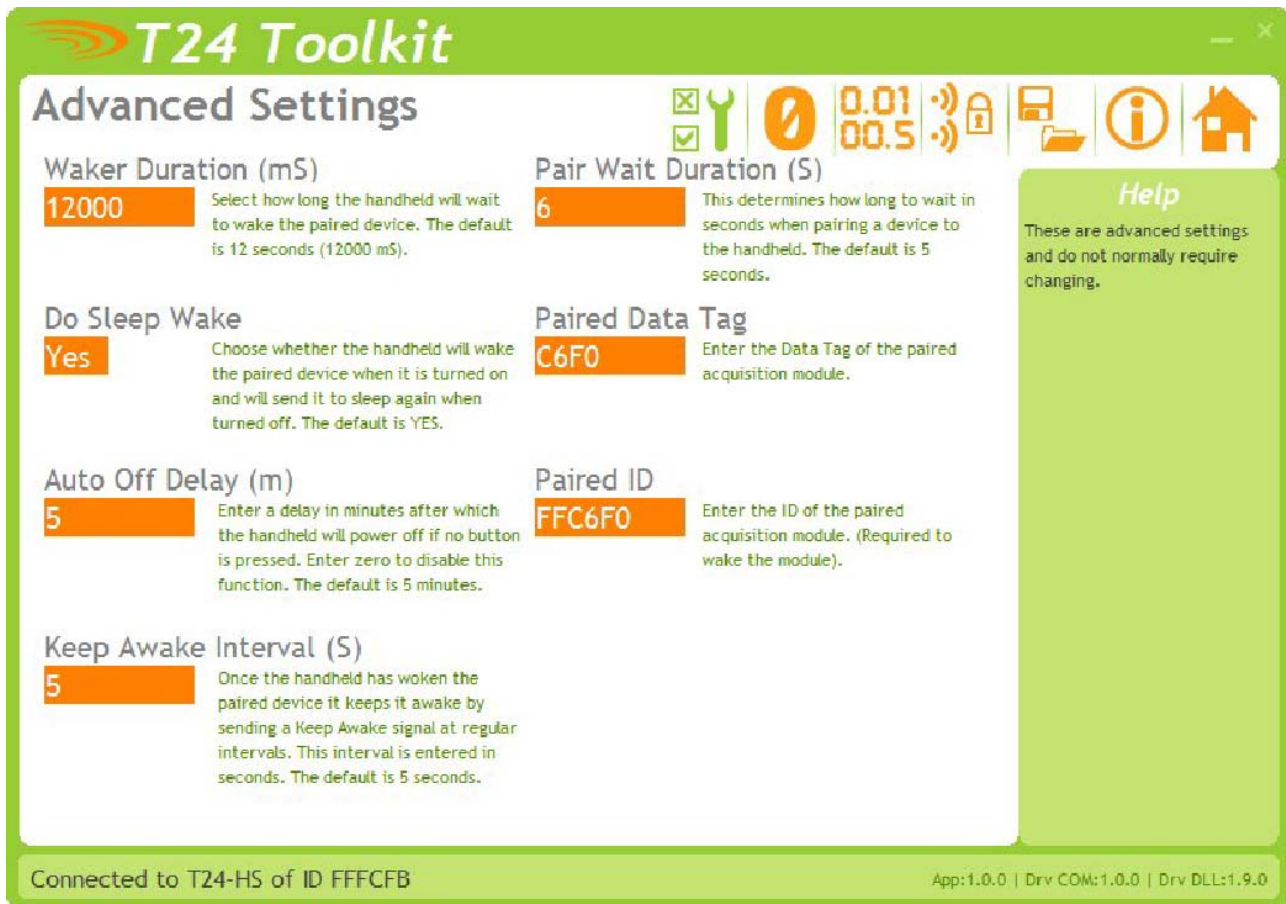 T24 Toolkit
Advanced Settings
0
0.01
00.5
Waker Duration (mS)
12000
Select how long the handheld will wait
to wake the paired device. The default
is 12 seconds (12000 mS).
Pair Wait Duration (S)
6
This determines how long to wait in
seconds when pairing a device to
the handheld. The default is 5
seconds.
Do Sleep Wake
Yes
Choose whether the handheld will wake
the paired device when it is turned on
and will send it to sleep again when
turned off. The default is YES.
Paired Data Tag
C6F0
Enter the Data Tag of the paired
acquisition module.
Auto Off Delay (m)
5
Enter a delay in minutes after which
the handheld will power off if no button
is pressed. Enter zero to disable this
function. The default is 5 minutes.
Paired ID
FFC6F0
Enter the ID of the paired
acquisition module. (Required to
wake the module).
Keep Awake Interval (S)
5
Once the handheld has woken the
paired device it keeps it awake by
sending a Keep Awake signal at regular
intervals. This interval is entered in
seconds. The default is 5 seconds.
Help
These are advanced settings
and do not normally require
changing.
Connected to T24-HS of ID FFFCFB
App:1.0.0 | Drv COM:1.0.0 | Drv DLL:1.9.0